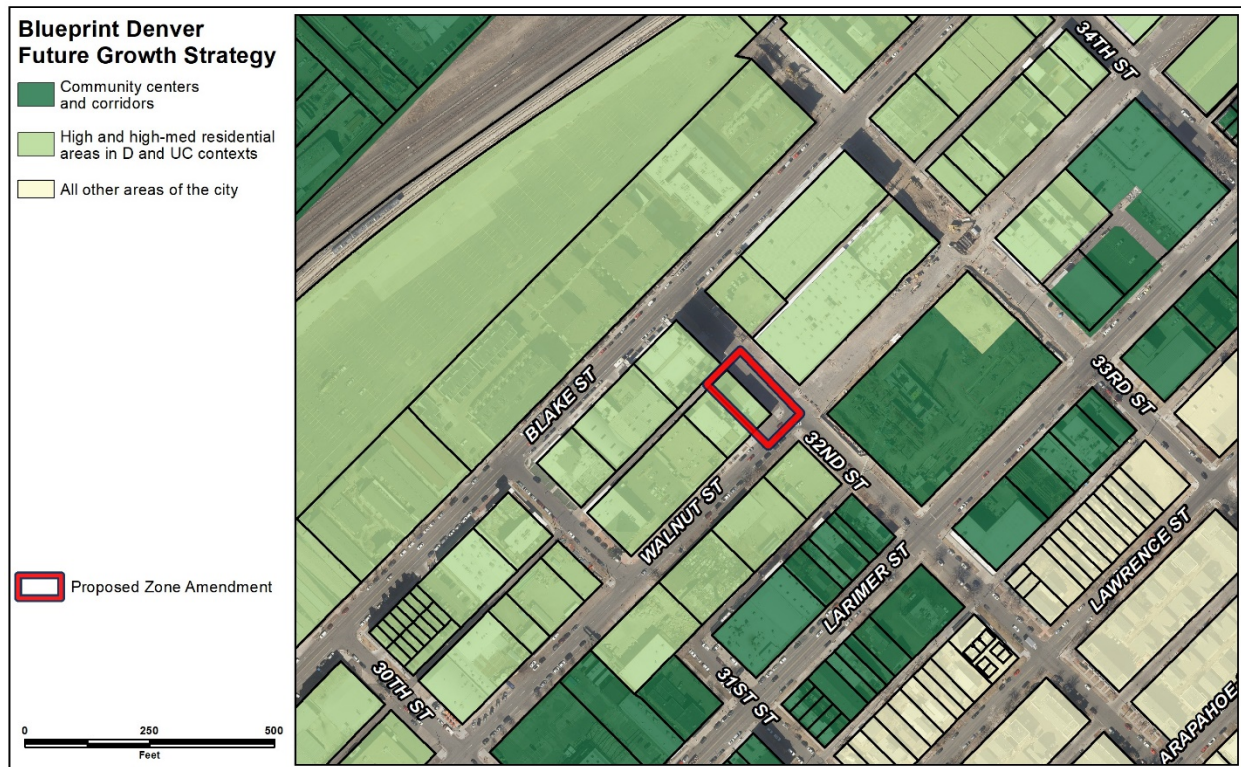 Blueprint Denver
Future Growth Strategy
Community centers
and corridors
High and high-med residential
areas in D and UC contexts
All other areas of the city
Proposed Zone Amendment
0 250 500
Feet
34TH ST
33RD ST
BLAKE ST
32ND ST
WALNUT ST
LAWRENCE ST
LARIMER ST
30TH ST
31ST ST
ARAPAHOE